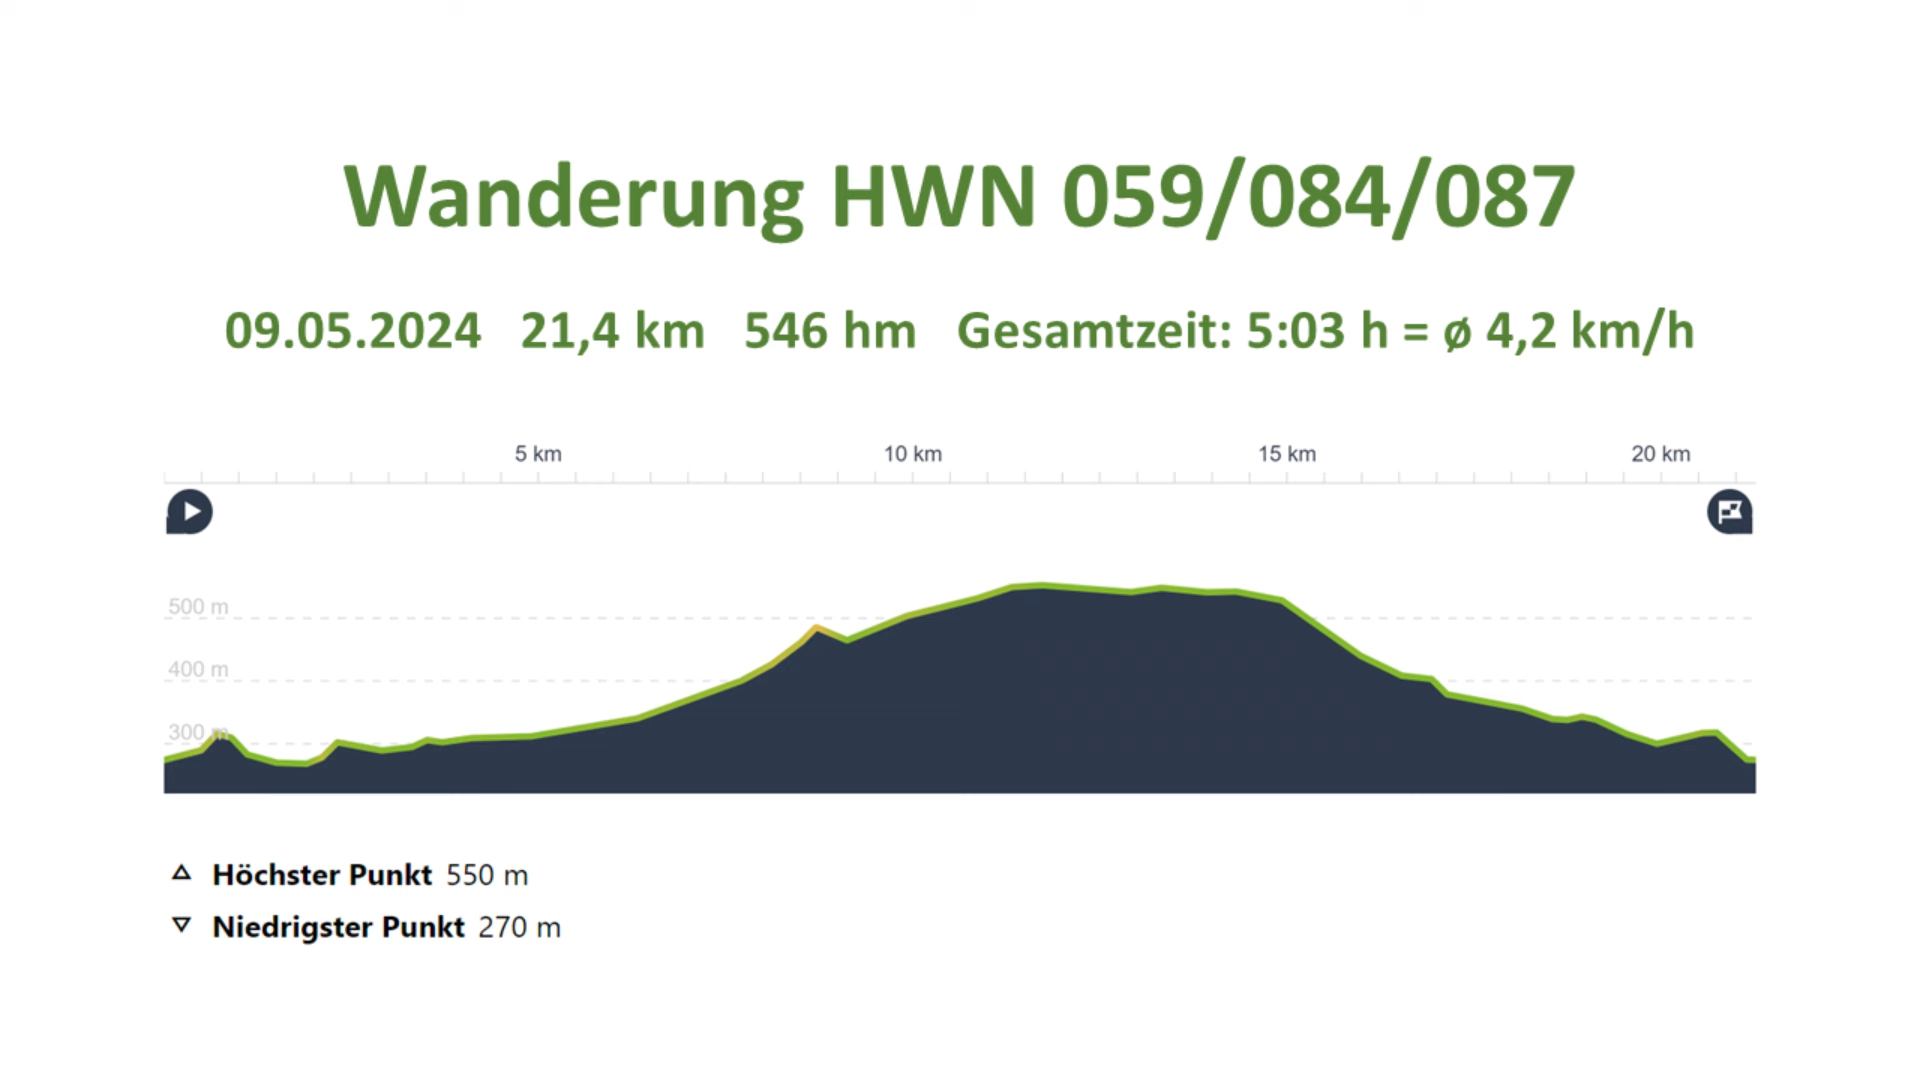 Wanderung HWN 059/084/087
09.05.2024 21,4 km 546 hm Gesamtzeit: 5:03 h = ø 4,2 km/h
5 km 10 km 15 km 20 km
500 m
400 m
300 m
Höchster Punkt 550 m
Niedrigster Punkt 270 m